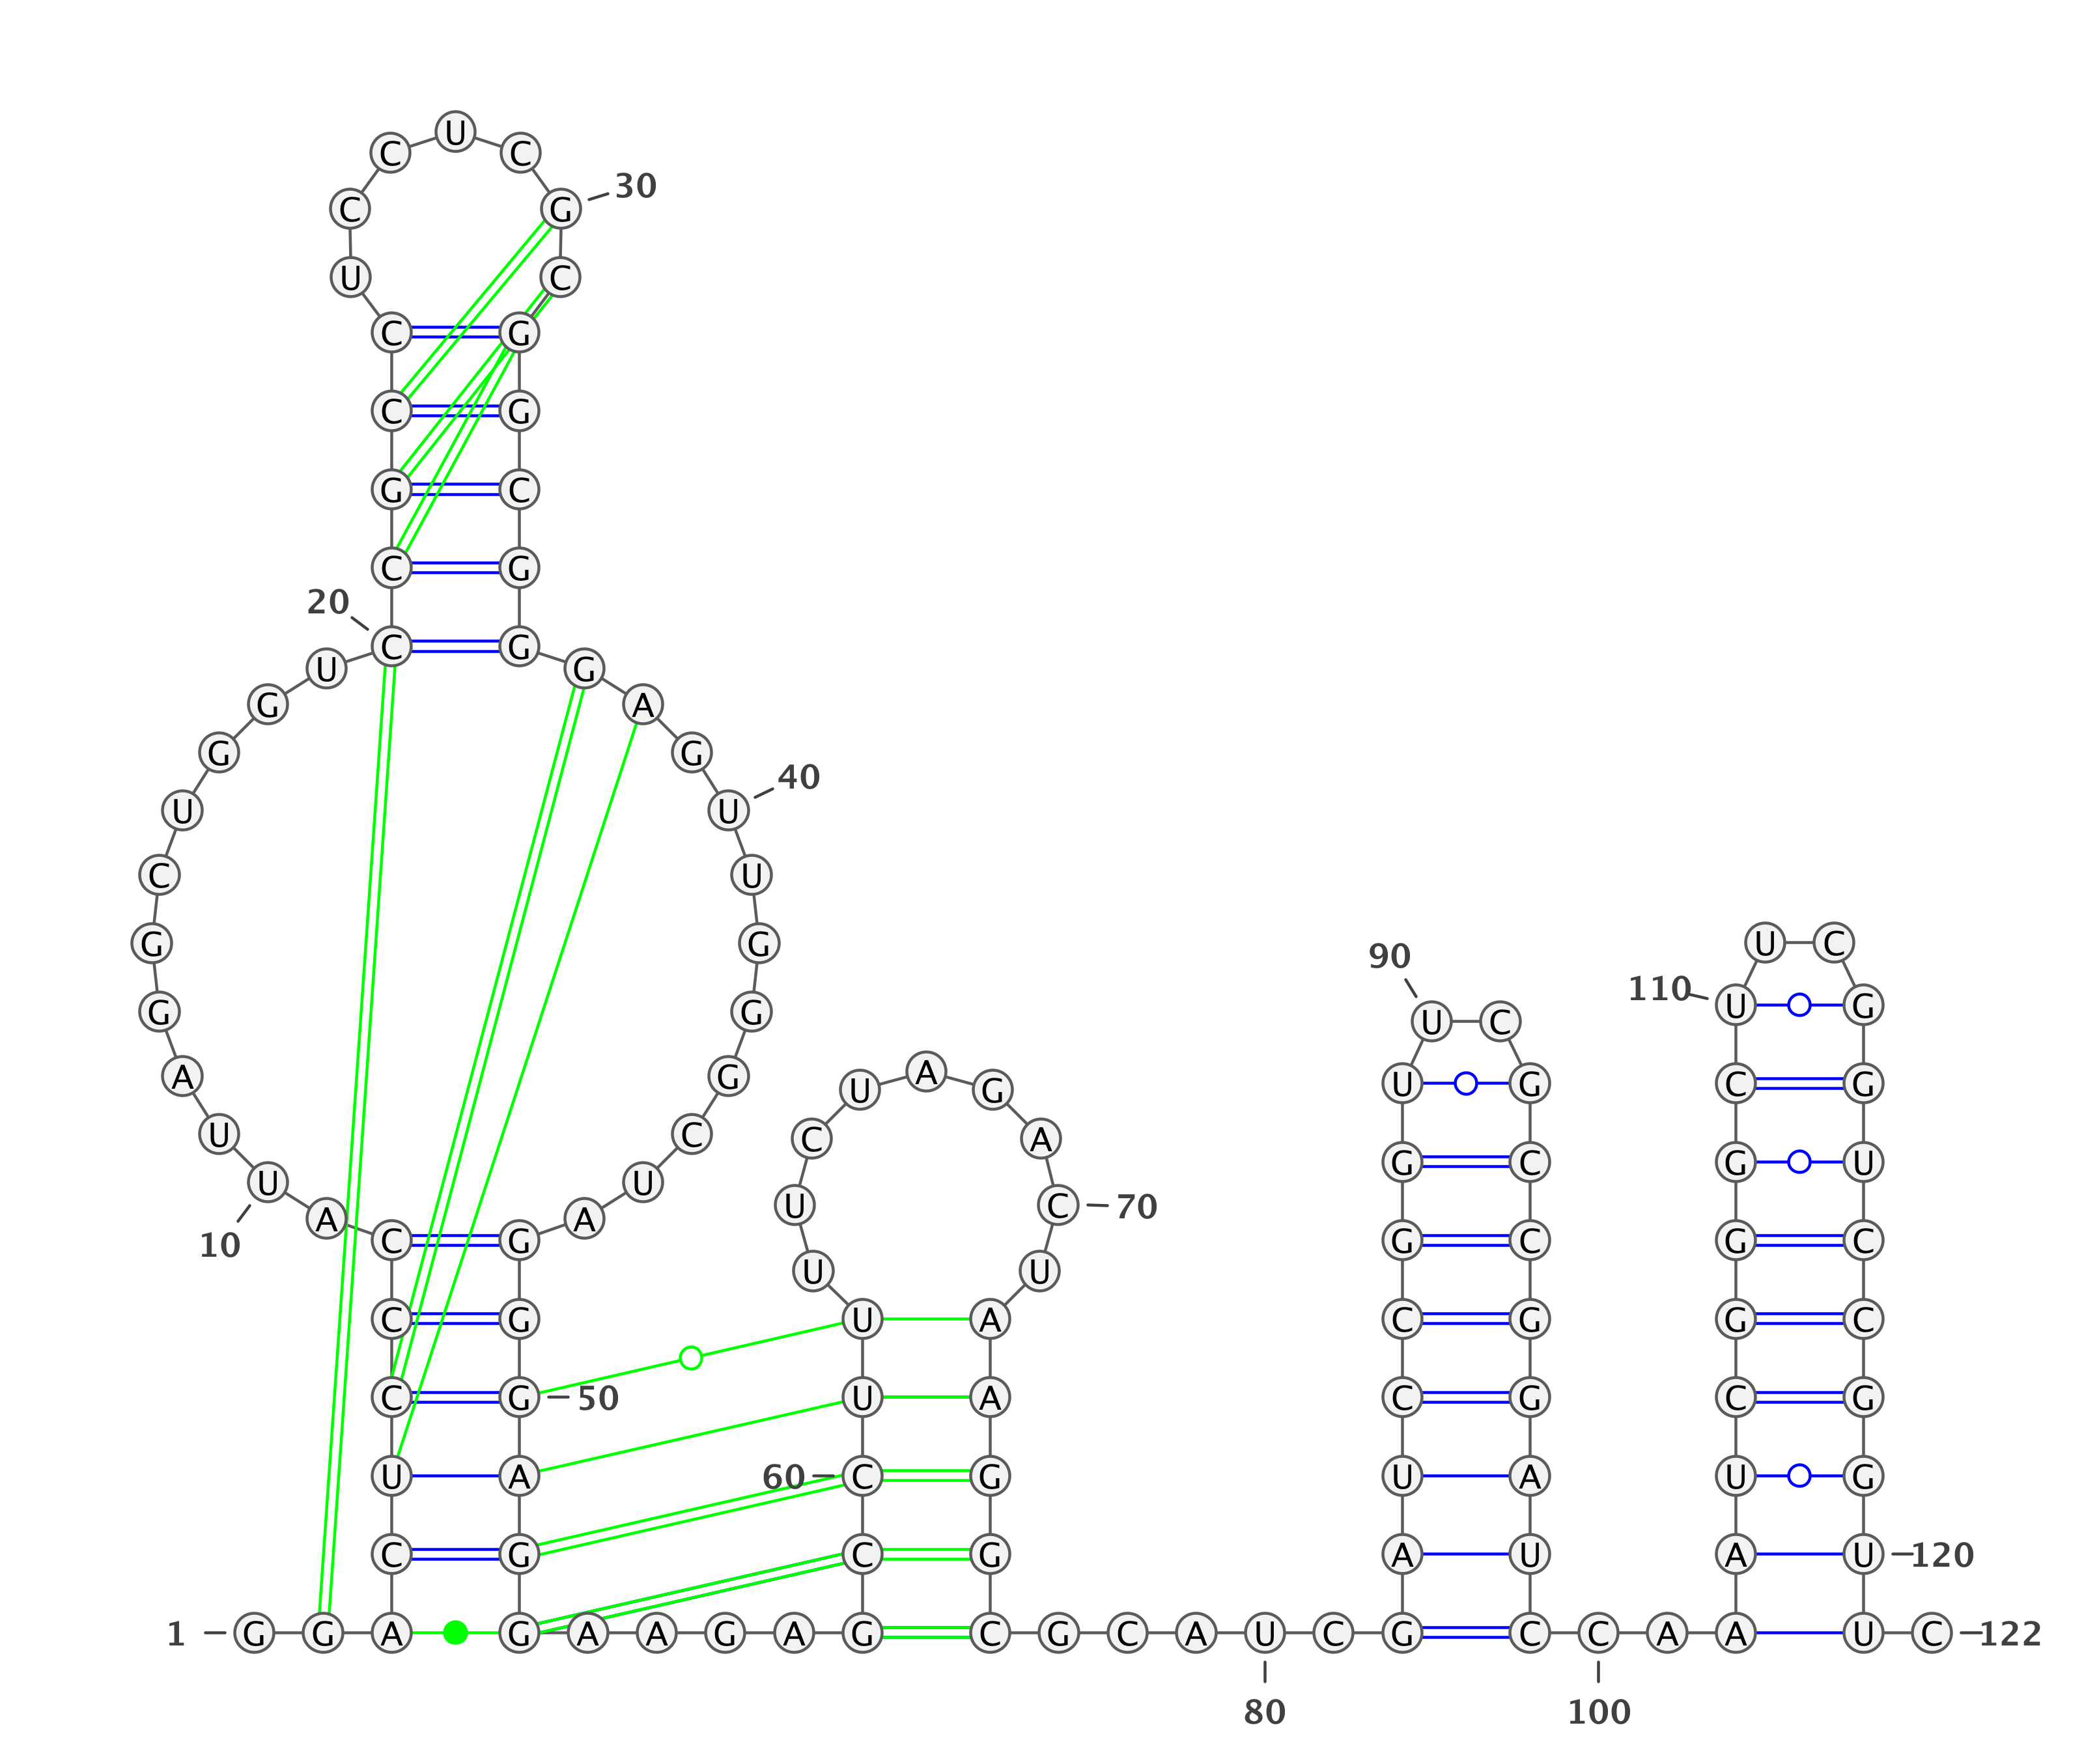 U
C C
30
C G
U C
C G
C G
G C
C G
20
C G
U G
G A
G G
40
U U
C U
G G U C
90
110 U G
G G U C
A
A G C G
U G U G
U C C A
G C G U
U U
U C 70
A A
C G G C G C
10
U U
C G U A C G G C
C G 50 U A C G C G
U A 60 C G U A U G
C G C G A U A U 120
1 G G A G A A G A G C G C A U C G C C A A U C 122
80 100